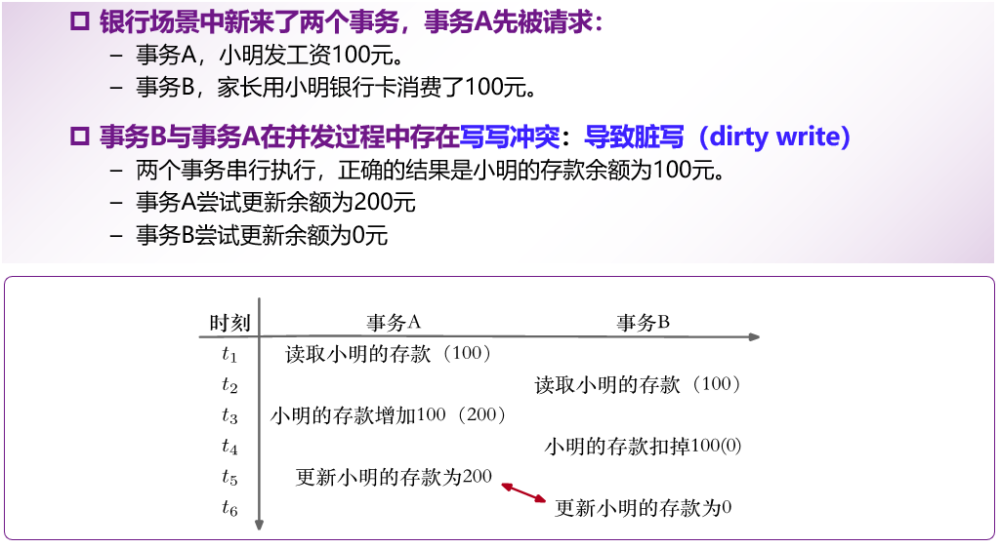 银行场景中新来了两个事务，事务A先被请求：
– 事务A，小明发工资100元。
– 事务B，家长用小明银行卡消费了100元。
事务B与事务A在并发过程中存在写写冲突：导致脏写（dirty write）
– 两个事务串行执行，正确的结果是小明的存款余额为100元。
– 事务A尝试更新余额为200元
– 事务B尝试更新余额为0元
时刻 事务A 事务B
t1 读取小明的存款（100）
t2 读取小明的存款（100）
t3 小明的存款增加100（200）
t4 小明的存款扣掉100(0)
t5 更新小明的存款为200
t6 更新小明的存款为0